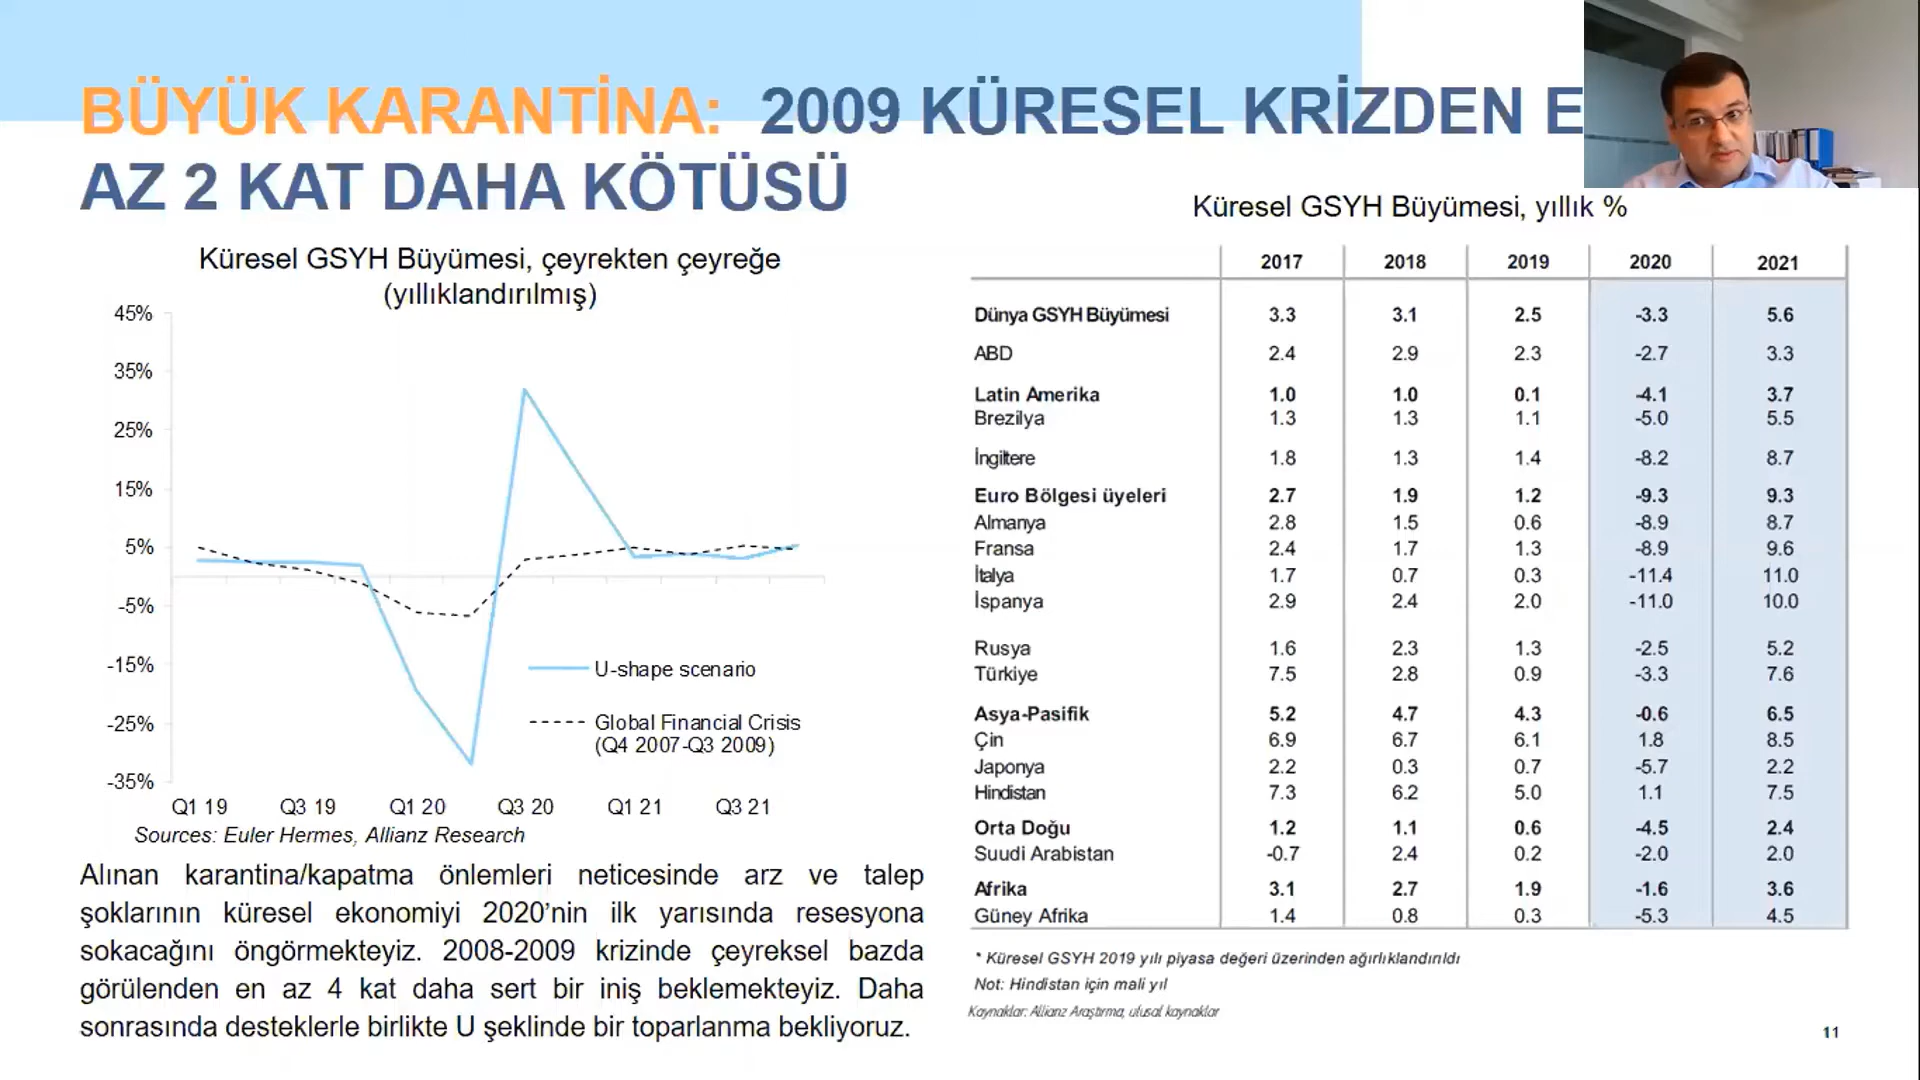 BÜYÜK KARANTİNA: 2009 KÜRESEL KRİZDEN E
AZ 2 KAT DAHA KÖTÜSÜ
Küresel GSYH Büyümesi, çeyrekten çeyreğe
(yıllıklandırılmış)
45%
35%
25%
15%
5%
-5%
-15%
-25%
-35%
Q1 19 Q3 19 Q1 20 Q3 20 Q1 21 Q3 21
U-shape scenario
Global Financial Crisis
(Q4 2007-Q3 2009)
Sources: Euler Hermes, Allianz Research
Alınan karantina/kapatma önlemleri neticesinde arz ve talep
şoklarının küresel ekonomiyi 2020’nin ilk yarısında resesyona
sokacağını öngörmekteyiz. 2008-2009 krizinde çeyreksel bazda
görülenden en az 4 kat daha sert bir iniş beklemekteyiz. Daha
sonrasında desteklerle birlikte U şeklinde bir toparlanma bekliyoruz.
Küresel GSYH Büyümesi, yıllık %
2017 2018 2019 2020 2021
Dünya GSYH Büyümesi 3.3 3.1 2.5 -3.3 5.6
ABD 2.4 2.9 2.3 -2.7 3.3
Latin Amerika 1.0 1.0 0.1 -4.1 3.7
Brezilya 1.3 1.3 1.1 -5.0 5.5
İngiltere 1.8 1.3 1.4 -8.2 8.7
Euro Bölgesi üyeleri 2.7 1.9 1.2 -9.3 9.3
Almanya 2.8 1.5 0.6 -8.9 8.7
Fransa 2.4 1.7 1.3 -8.9 9.6
İtalya 1.7 0.7 0.3 -11.4 11.0
İspanya 2.9 2.4 2.0 -11.0 10.0
Rusya 1.6 2.3 1.3 -2.5 5.2
Türkiye 7.5 2.8 0.9 -3.3 7.6
Asya-Pasifik 5.2 4.7 4.3 -0.6 6.5
Çin 6.9 6.7 6.1 1.8 8.5
Japonya 2.2 0.3 0.7 -5.7 2.2
Hindistan 7.3 6.2 5.0 1.1 7.5
Orta Doğu 1.2 1.1 0.6 -4.5 2.4
Suudi Arabistan -0.7 2.4 0.2 -2.0 2.0
Afrika 3.1 2.7 1.9 -1.6 3.6
Güney Afrika 1.4 0.8 0.3 -5.3 4.5
* Küresel GSYH 2019 yılı piyasa değeri üzerinden ağırlıklandırıldı
Not: Hindistan için mali yıl
Kaynaklar: Allianz Araştırma, ulusal kaynaklar
11